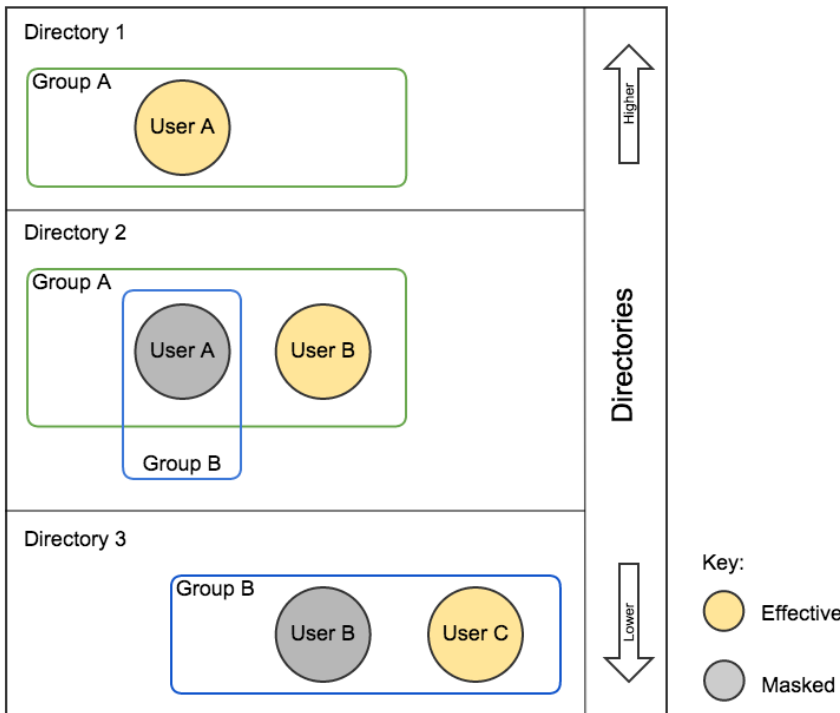 Directory 1
Group A
User A
Higher
Directory 2
Group A
User A
User B
Group B
Directories
Directory 3
Group B
User B
User C
Lower
Key:
Effective
Masked